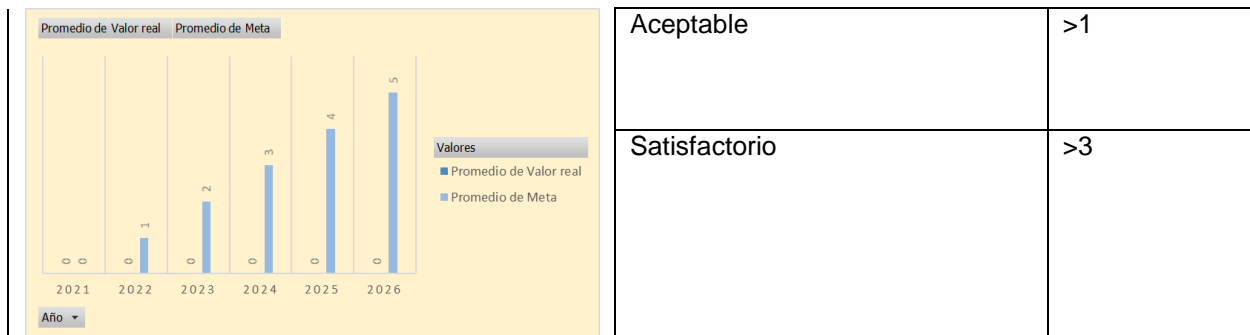 Promedio de Valor real Promedio de Meta
5
4
3
2
1
0 0 0 0 0 0 0
2021 2022 2023 2024 2025 2026
Año
Valores
Promedio de Valor real
Promedio de Meta
Aceptable >1
Satisfactorio >3